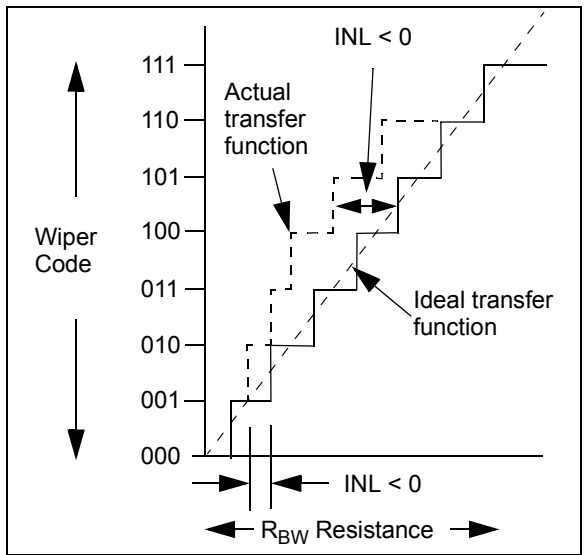 INL < 0
111
Actual
transfer
function
110
101
100
Wiper
Code
011
Ideal transfer
function
010
001
000
INL < 0
RBW Resistance